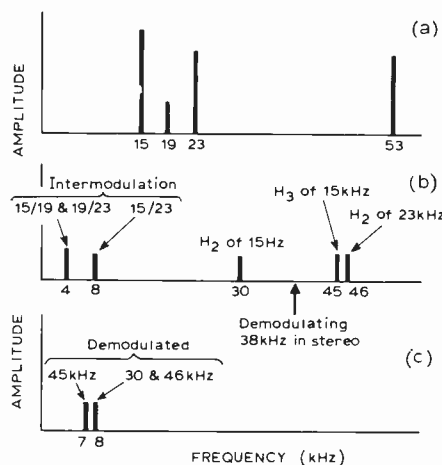 (a)
AMPLITUDE
15 19 23 53
(b)
Intermodulation
15/19 & 19/23 15/23
H3 of 15kHz
H2 of 23kHz
H2 of 15Hz
4 8 30 45 46
Demodulating
38kHz in stereo
AMPLITUDE
(c)
Demodulated
45kHz 30 & 46kHz
7 8
FREQUENCY (kHz)